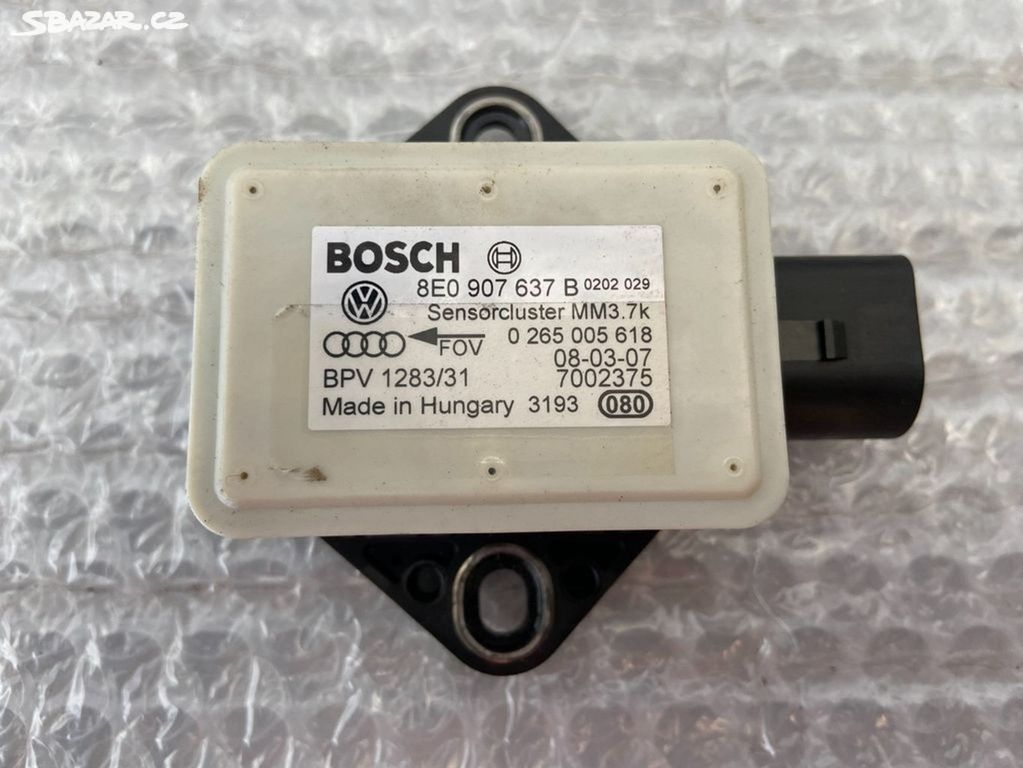 SBAZAR.CZ
BOSCH
8E0 907 637 B 0202 029
Sensorcluster MM3.7k
FOV 0 265 005 618
08-03-07
BPV 1283/31 7002375
Made in Hungary 3193 080